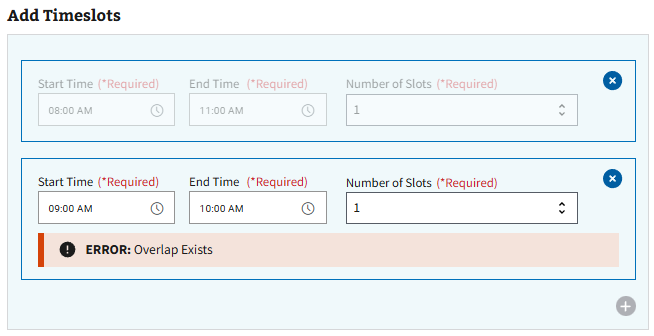 Add Timeslots
Start Time (*Required) End Time (*Required) Number of Slots (*Required)
08:00 AM 11:00 AM 1
Start Time (*Required) End Time (*Required) Number of Slots (*Required)
09:00 AM 10:00 AM 1
ERROR: Overlap Exists